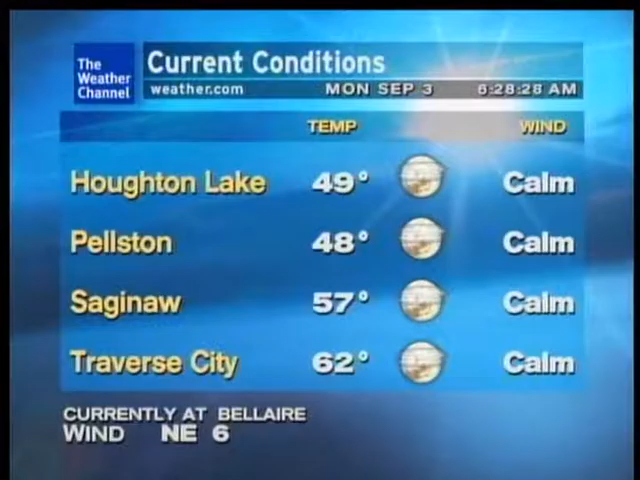 The Weather Channel
Current Conditions
weather.com MON SEP 3 6:28:28 AM
TEMP WIND
Houghton Lake 49° Calm
Pellston 48° Calm
Saginaw 57° Calm
Traverse City 62° Calm
CURRENTLY AT BELLAIRE
WIND NE 6